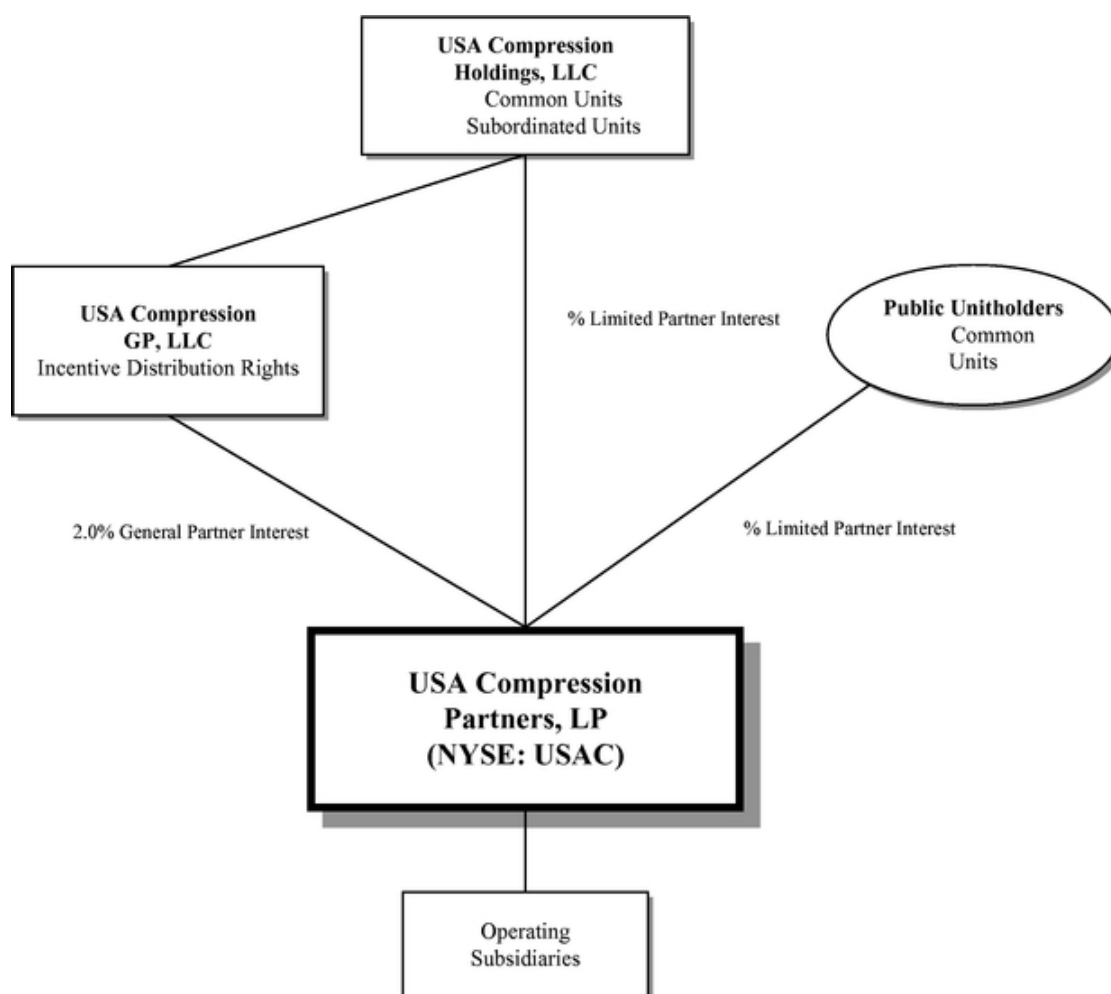 USA Compression
Holdings, LLC
Common Units
Subordinated Units
USA Compression
GP, LLC
Incentive Distribution Rights
% Limited Partner Interest
Public Unitholders
Common
Units
2.0% General Partner Interest
% Limited Partner Interest
USA Compression
Partners, LP
(NYSE: USAC)
Operating
Subsidiaries